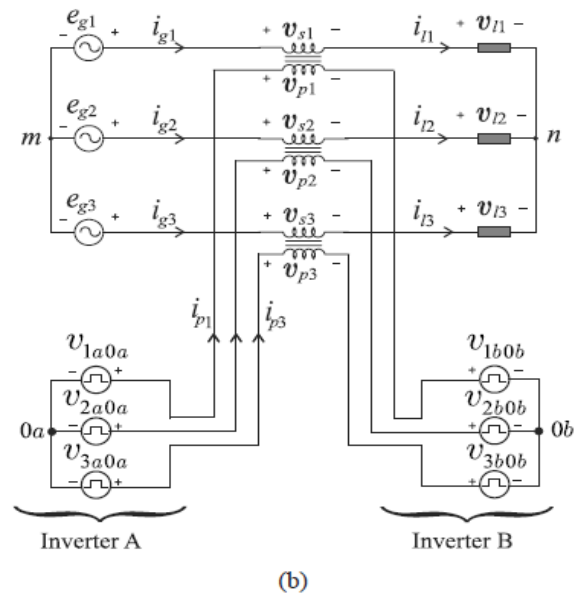 e_g1 i_g1 v_s1 i_l1 + v_l1 -
- + + - v_p1 + -
e_g2 i_g2 v_s2 i_l2 + v_l2 -
m - + + - v_p2 + - n
e_g3 i_g3 v_s3 i_l3 + v_l3 -
- + + - v_p3 + -
i_p1 i_p3
v_1a0a v_1b0b
- + + -
v_2a0a v_2b0b
0a - + + - 0b
v_3a0a v_3b0b
- + + -
Inverter A Inverter B
(b)